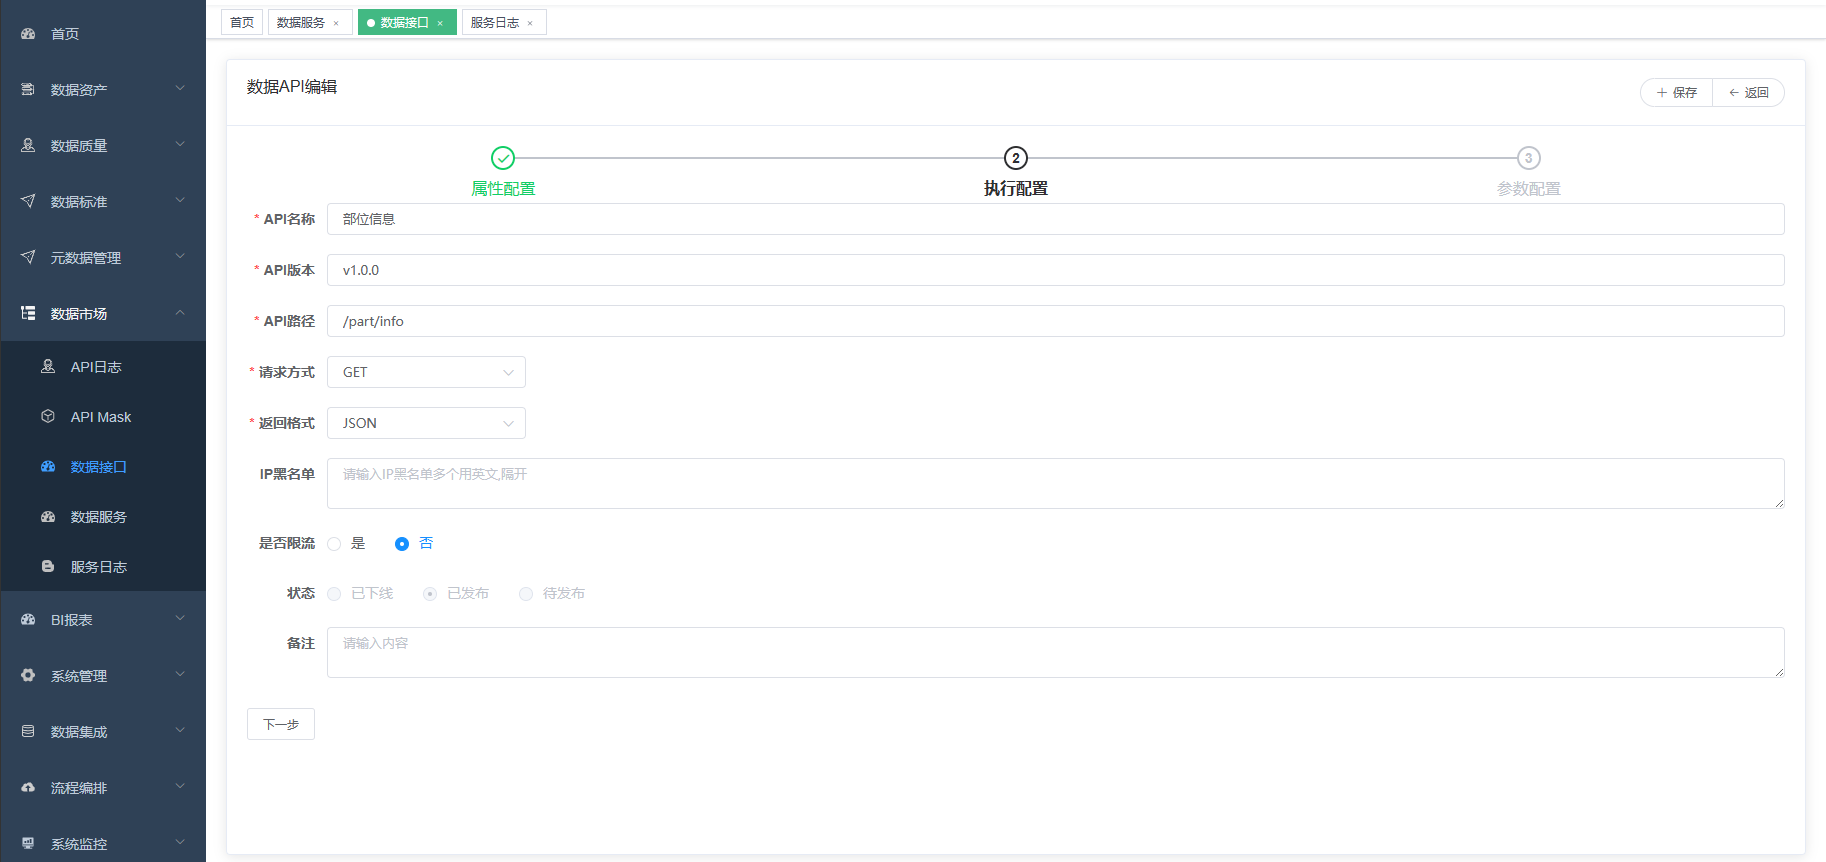 首页
数据资产
数据质量
数据标准
元数据管理
数据市场
API日志
API Mask
数据接口
数据服务
服务日志
BI报表
系统管理
数据集成
流程编排
系统监控
首页 数据服务 × 数据接口 × 服务日志 ×
数据API编辑
保存 返回
2 3
属性配置 执行配置 参数配置
* API名称 部位信息
* API版本 v1.0.0
* API路径 /part/info
* 请求方式 GET
* 返回格式 JSON
IP黑名单 请输入IP黑名单多个用英文,隔开
是否限流 是 否
状态 已下线 已发布 待发布
备注 请输入内容
下一步